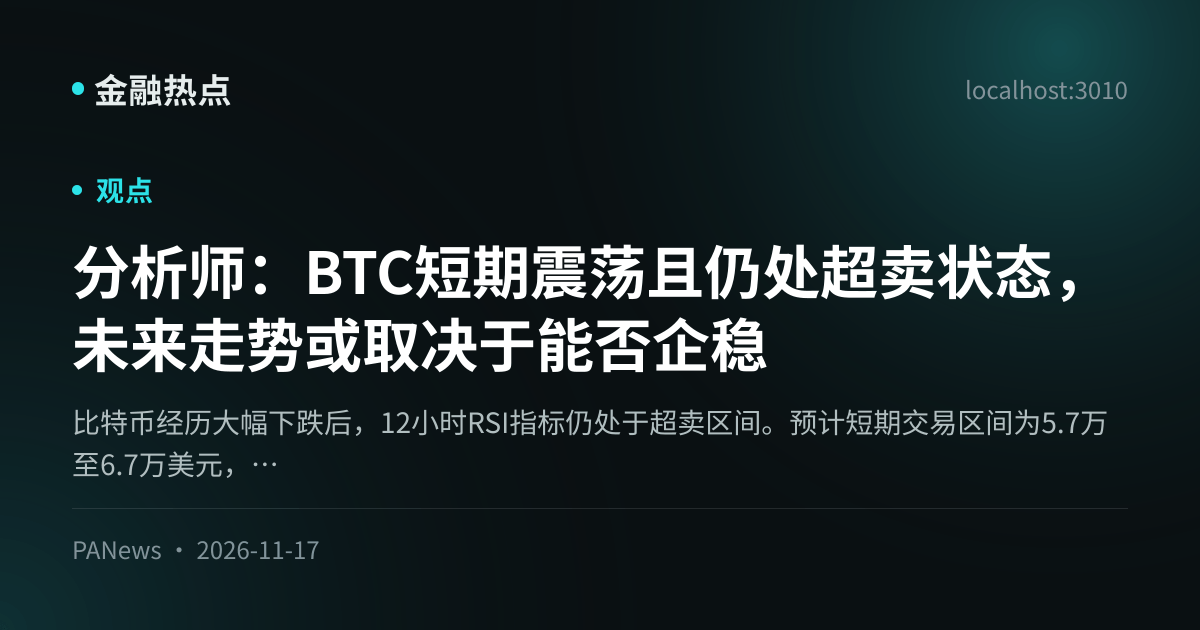 金融热点
localhost:3010
观点
分析师：BTC短期震荡且仍处超卖状态，
未来走势或取决于能否企稳
比特币经历大幅下跌后，12小时RSI指标仍处于超卖区间。预计短期交易区间为5.7万
至6.7万美元，…
PANews • 2026-11-17